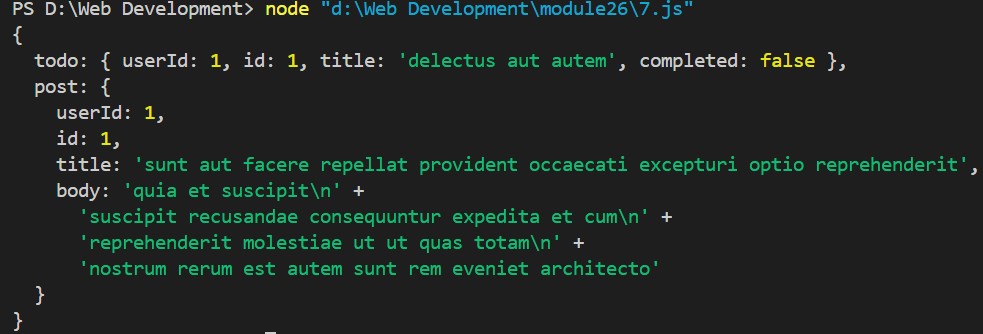 PS D:\Web Development> node "d:\Web Development\module26\7.js"
{
  todo: { userId: 1, id: 1, title: 'delectus aut autem', completed: false },
  post: {
    userId: 1,
    id: 1,
    title: 'sunt aut facere repellat provident occaecati excepturi optio reprehenderit',
    body: 'quia et suscipit\n' +
      'suscipit recusandae consequuntur expedita et cum\n' +
      'reprehenderit molestiae ut ut quas totam\n' +
      'nostrum rerum est autem sunt rem eveniet architecto'
  }
}